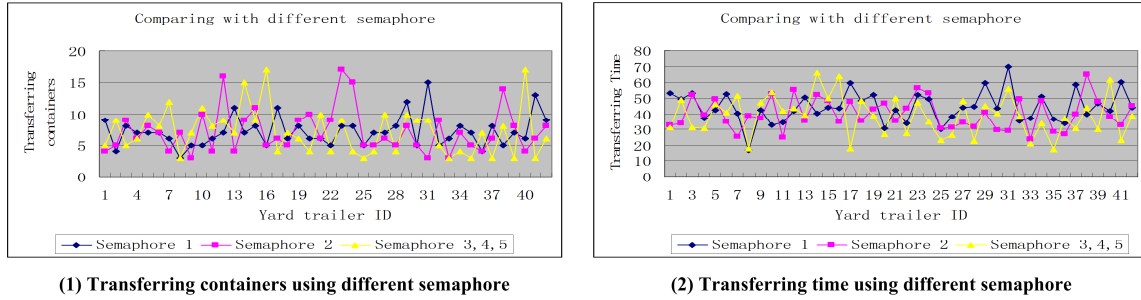 Comparing with different semaphore
Transferring
containers
20
15
10
5
0
1 4 7 10 13 16 19 22 25 28 31 34 37 40
Yard trailer ID
Semaphore 1 Semaphore 2 Semaphore 3,4,5
(1) Transferring containers using different semaphore
Comparing with different semaphore
Transferring Time
80
70
60
50
40
30
20
10
0
1 3 5 7 9 11 13 15 17 19 21 23 25 27 29 31 33 35 37 39 41
Yard trailer ID
Semaphore 1 Semaphore 2 Semaphore 3,4,5
(2) Transferring time using different semaphore